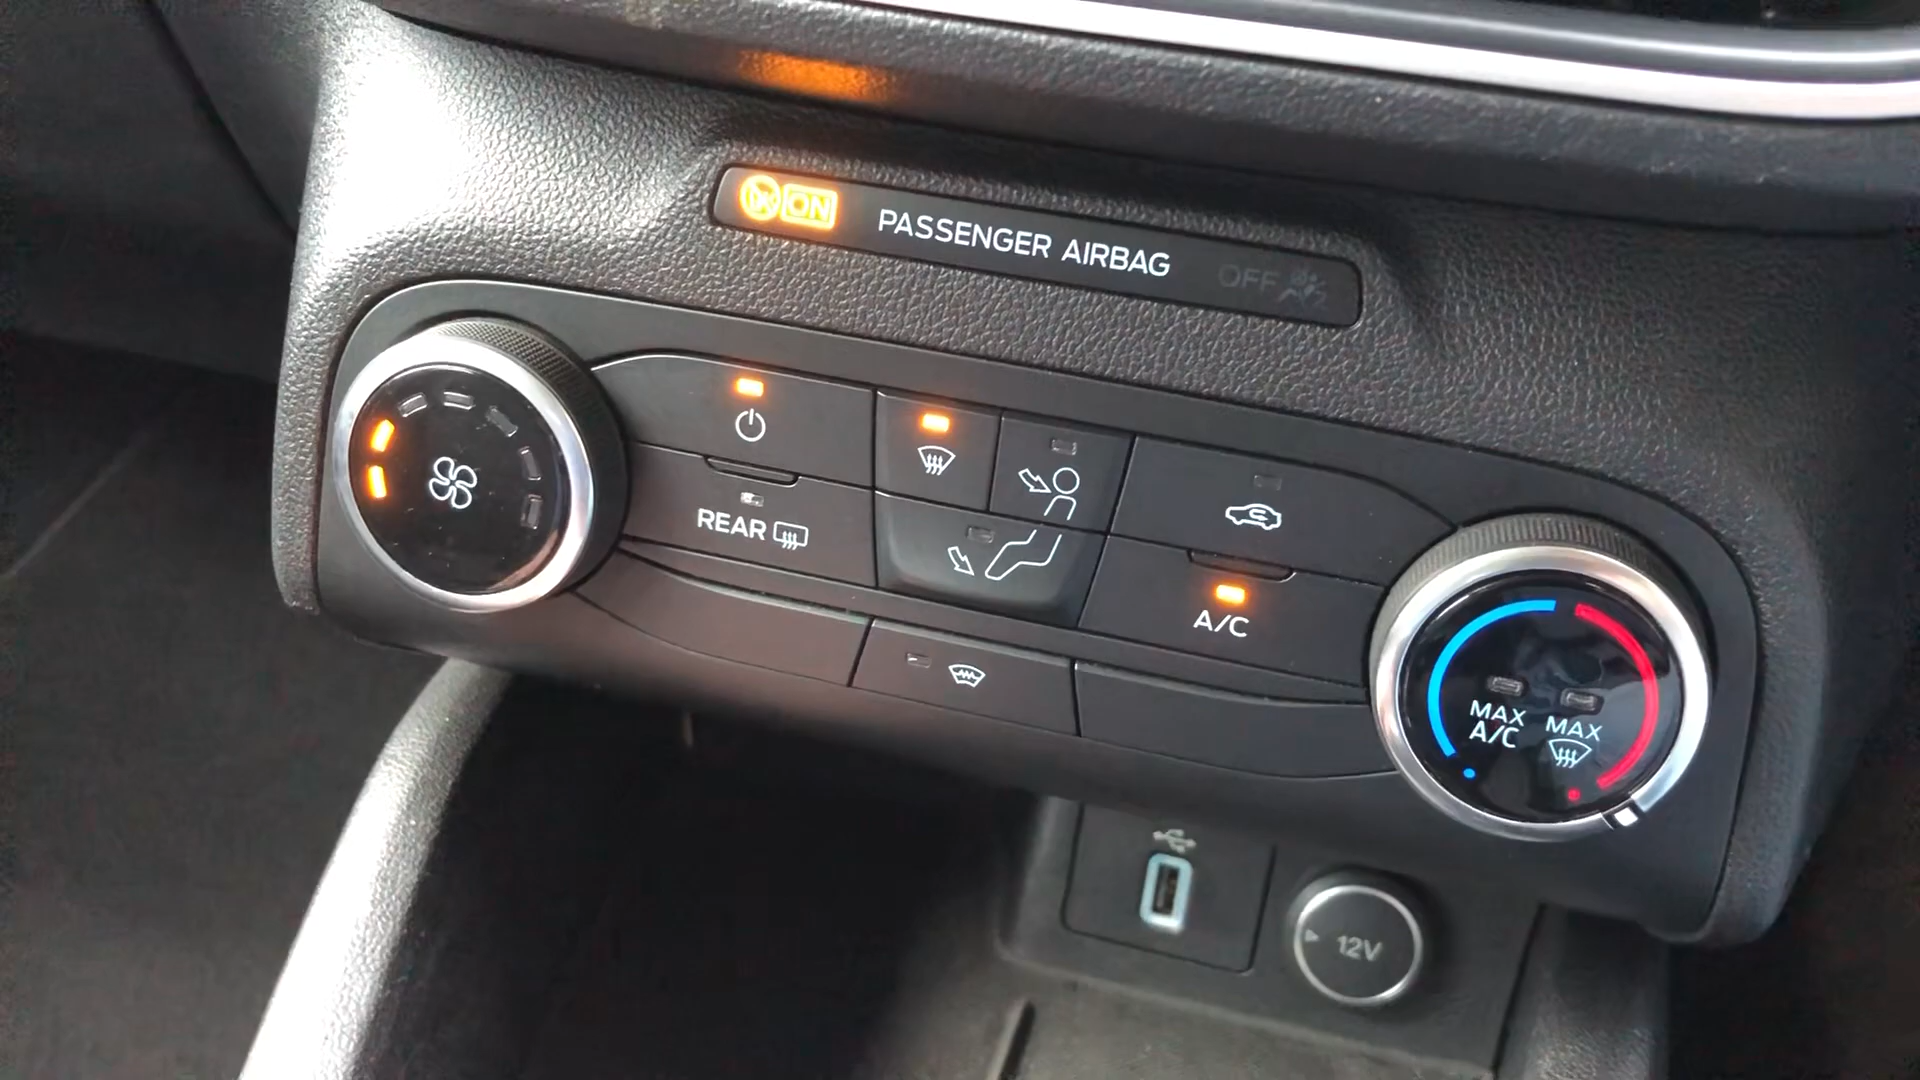 ON
PASSENGER AIRBAG
OFF
REAR
A/C
MAX
A/C
MAX
12V